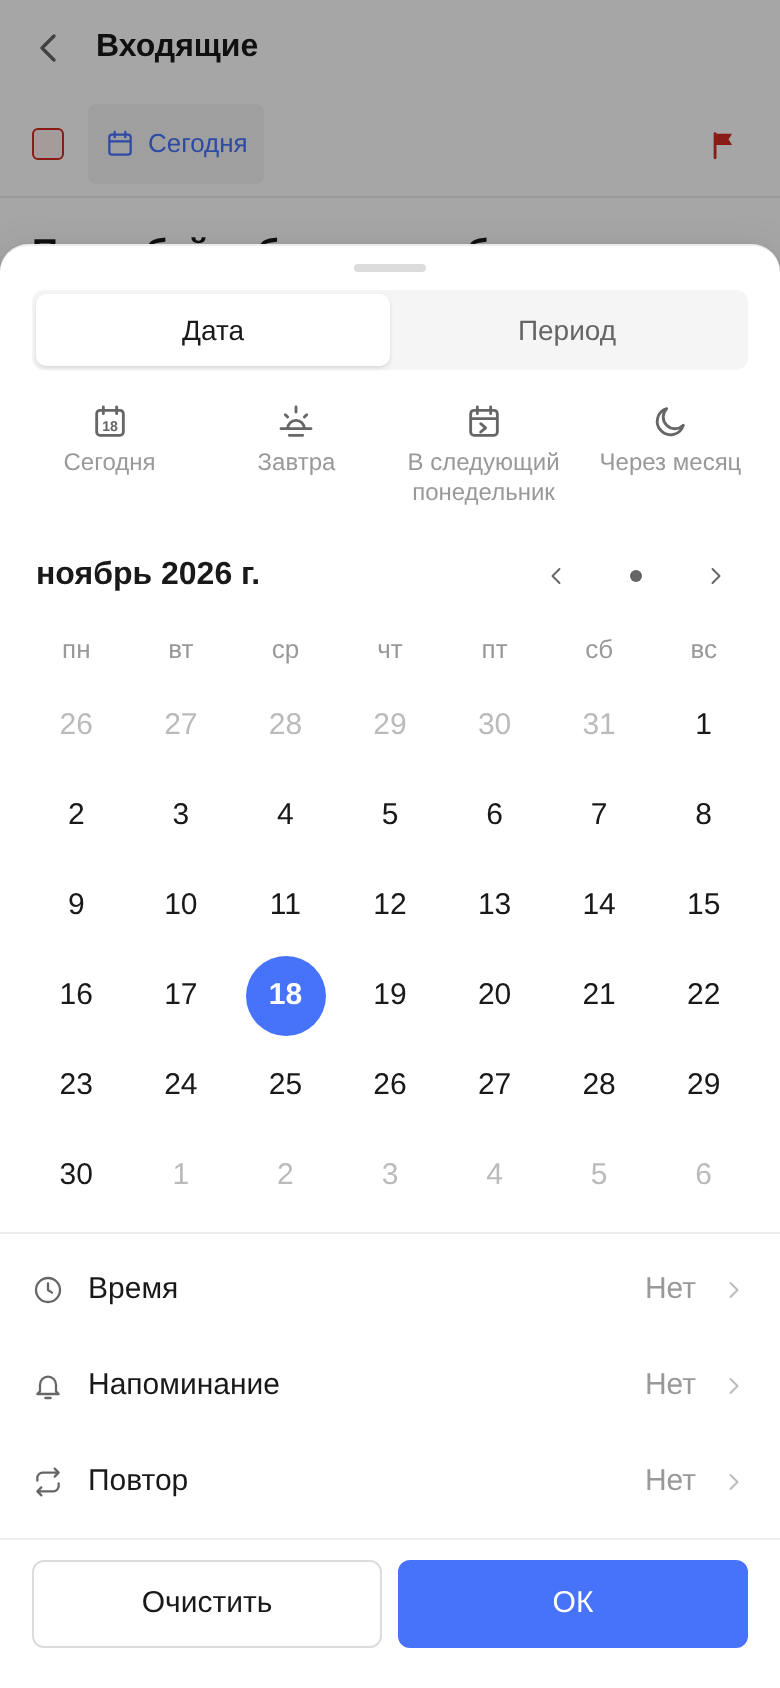 Входящие
Сегодня
Дата Период
18
Сегодня Завтра В следующий понедельник Через месяц
ноябрь 2026 г.
пн вт ср чт пт сб вс
26 27 28 29 30 31 1
2 3 4 5 6 7 8
9 10 11 12 13 14 15
16 17 18 19 20 21 22
23 24 25 26 27 28 29
30 1 2 3 4 5 6
Время Нет
Напоминание Нет
Повтор Нет
Очистить ОК